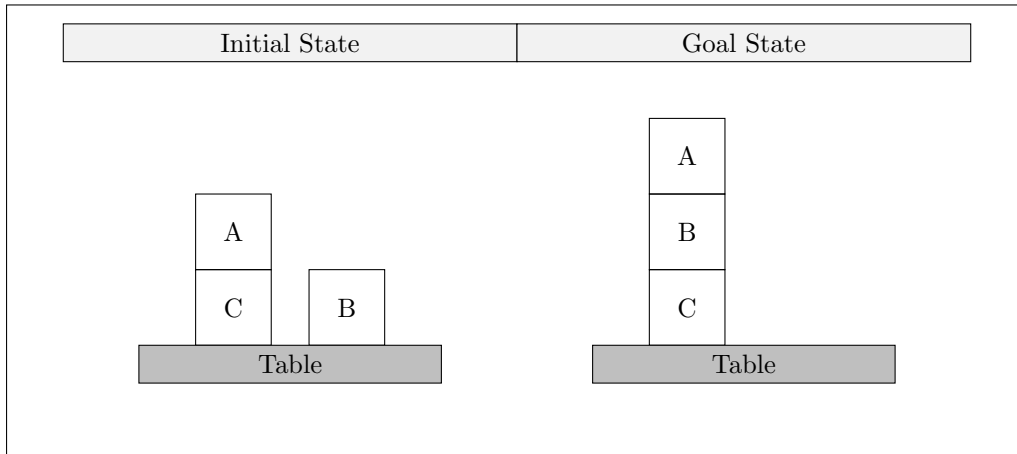 Initial State Goal State
A
A B
C B C
Table Table